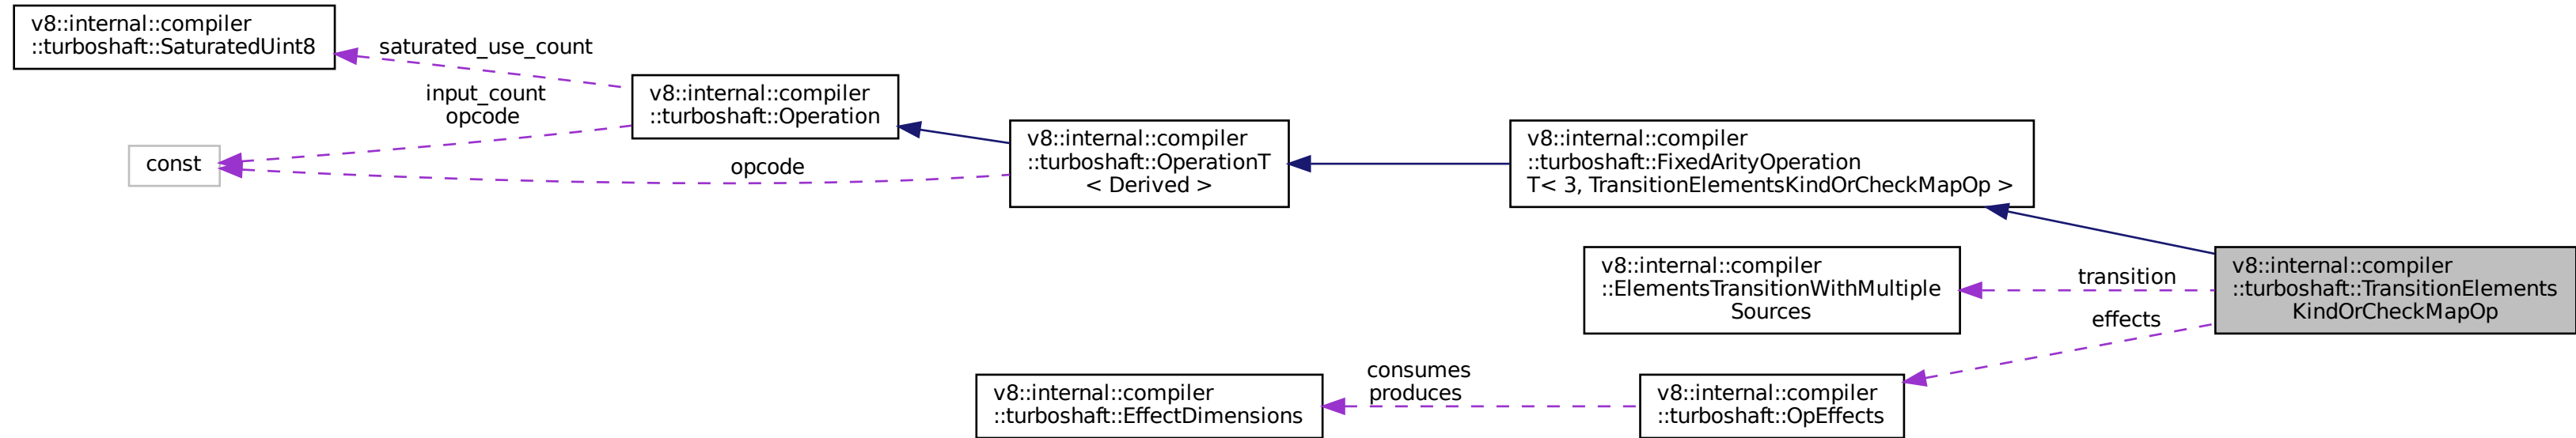 v8::internal::compiler
::turboshaft::SaturatedUint8
saturated_use_count
input_count
opcode
const
v8::internal::compiler
::turboshaft::Operation
opcode
v8::internal::compiler
::turboshaft::OperationT
< Derived >
v8::internal::compiler
::turboshaft::FixedArityOperation
T< 3, TransitionElementsKindOrCheckMapOp >
v8::internal::compiler
::ElementsTransitionWithMultiple
Sources
transition
effects
v8::internal::compiler
::turboshaft::TransitionElements
KindOrCheckMapOp
v8::internal::compiler
::turboshaft::EffectDimensions
consumes
produces
v8::internal::compiler
::turboshaft::OpEffects